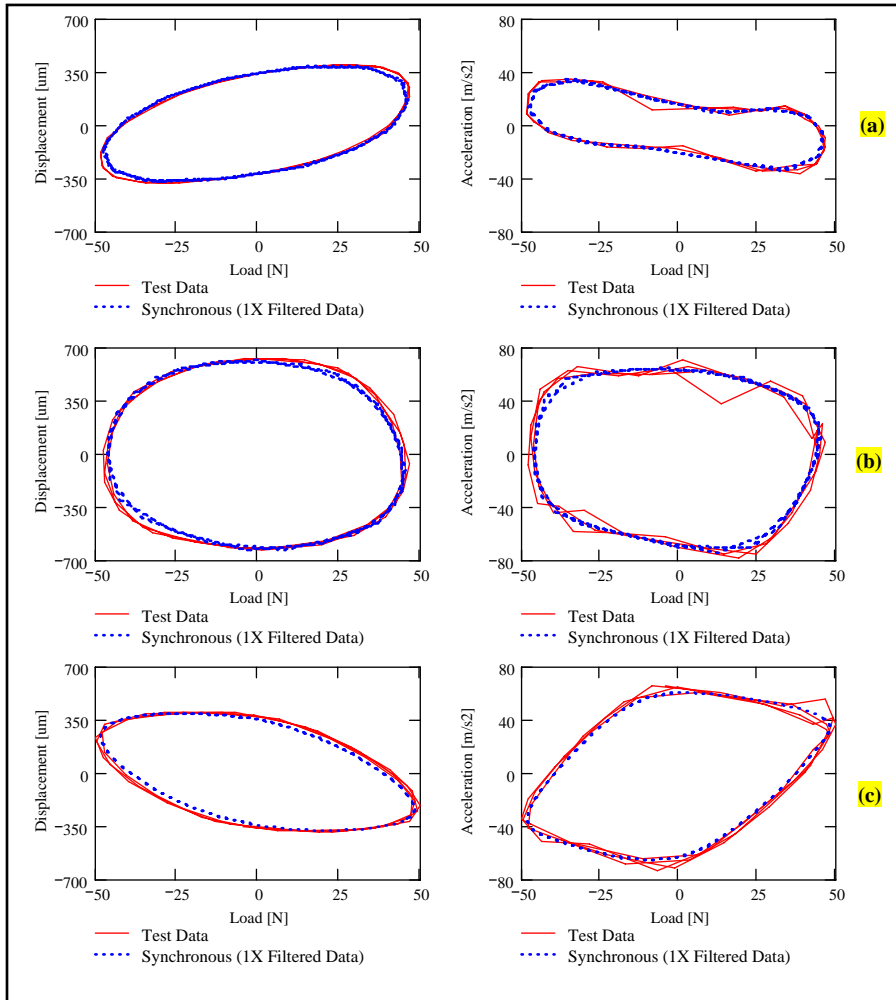 Displacement [um]
700
350
0
−350
−700
−50
−25
0
25
50
Load [N]
Test Data
Synchronous (1X Filtered Data)
Acceleration [m/s2]
80
40
0
−40
−80
−50
−25
0
25
50
Load [N]
Test Data
Synchronous (1X Filtered Data)
(a)
Displacement [um]
700
350
0
−350
−700
−50
−25
0
25
50
Load [N]
Test Data
Synchronous (1X Filtered Data)
Acceleration [m/s2]
80
40
0
−40
−80
−50
−25
0
25
50
Load [N]
Test Data
Synchronous (1X Filtered Data)
(b)
Displacement [um]
700
350
0
−350
−700
−50
−25
0
25
50
Load [N]
Test Data
Synchronous (1X Filtered Data)
Acceleration [m/s2]
80
40
0
−40
−80
−50
−25
0
25
50
Load [N]
Test Data
Synchronous (1X Filtered Data)
(c)